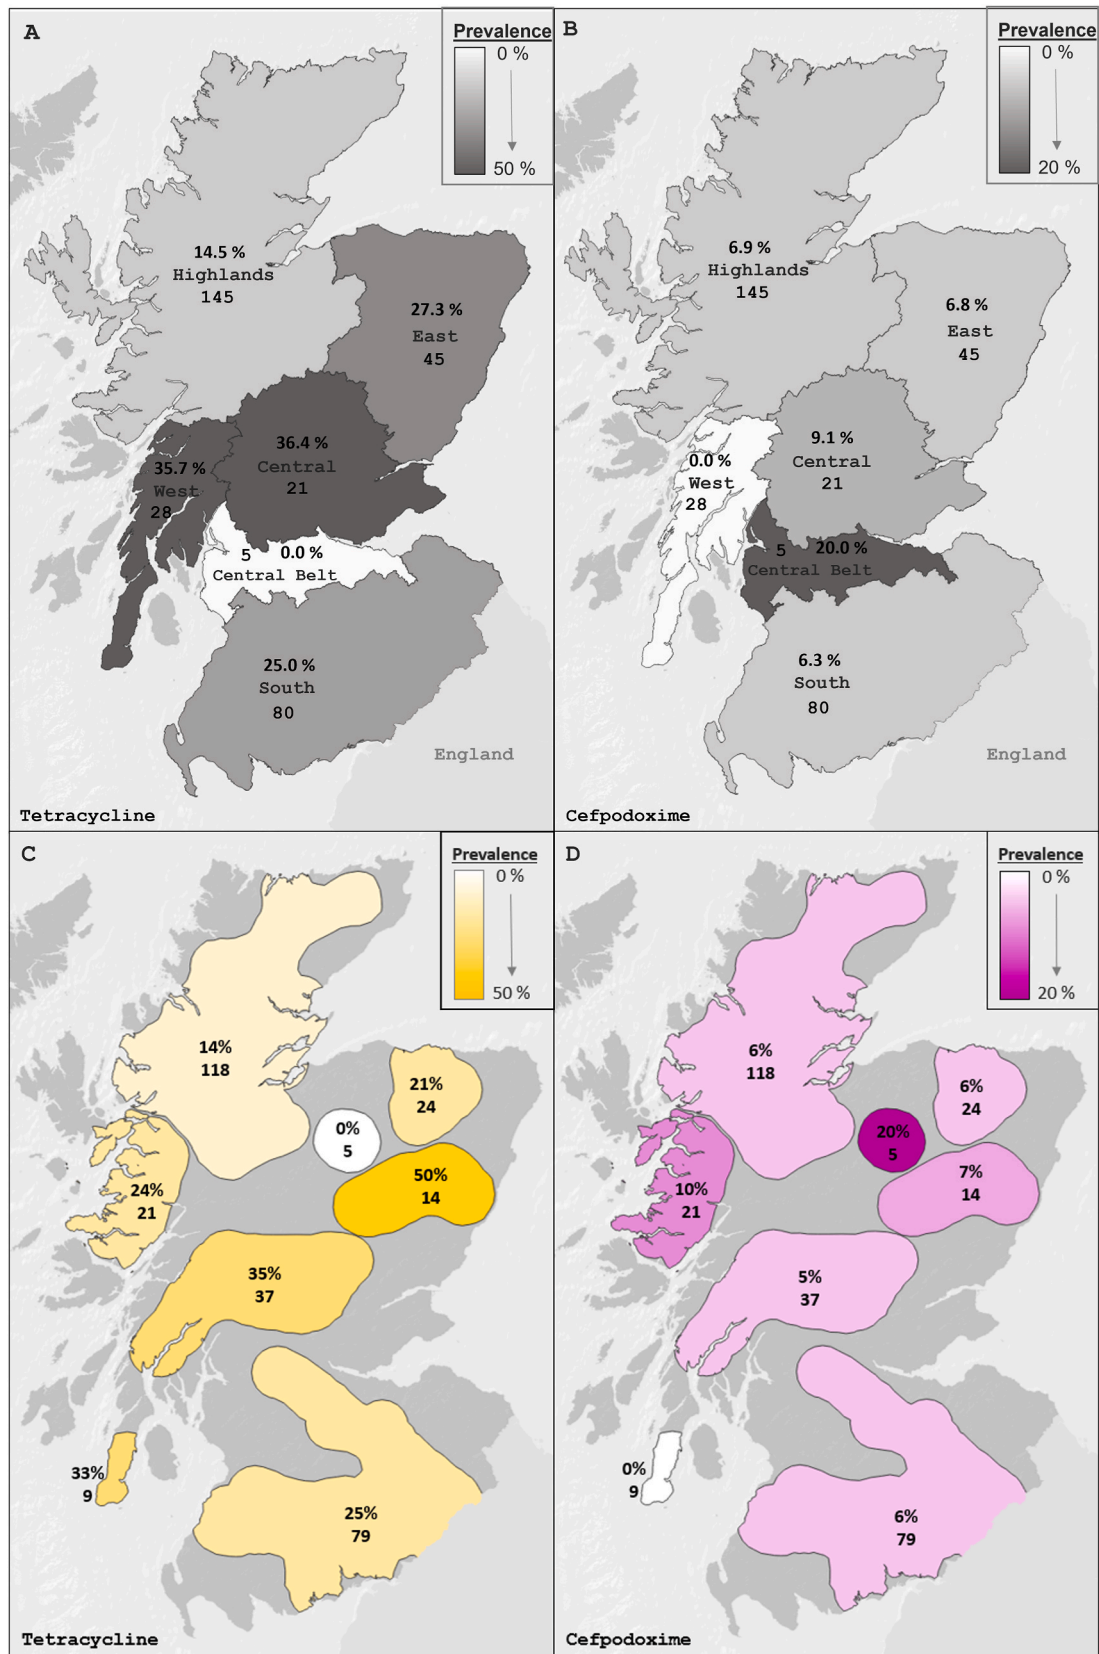 A
Prevalence
0 %
50 %
14.5 %
Highlands
145
27.3 %
East
45
36.4 %
Central
21
35.7 %
West
28
5 0.0 %
Central Belt
25.0 %
South
80
England
Tetracycline
B
Prevalence
0 %
20 %
6.9 %
Highlands
145
6.8 %
East
45
9.1 %
Central
21
0.0 %
West
28
5 20.0 %
Central Belt
6.3 %
South
80
England
Cefpodoxime
C
Prevalence
0 %
50 %
14%
118
21%
24
0%
5
50%
14
24%
21
35%
37
33%
9
25%
79
Tetracycline
D
Prevalence
0 %
20 %
6%
118
6%
24
20%
5
7%
14
10%
21
5%
37
0%
9
6%
79
Cefpodoxime